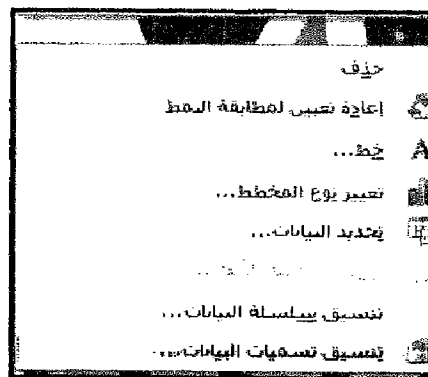 حذف
إعادة تعيين لمطابقة النمط
خط...
تغيير نوع المخطط...
تحديد البيانات...
تنسيق سلسلة البيانات...
تنسيق تسميات البيانات...